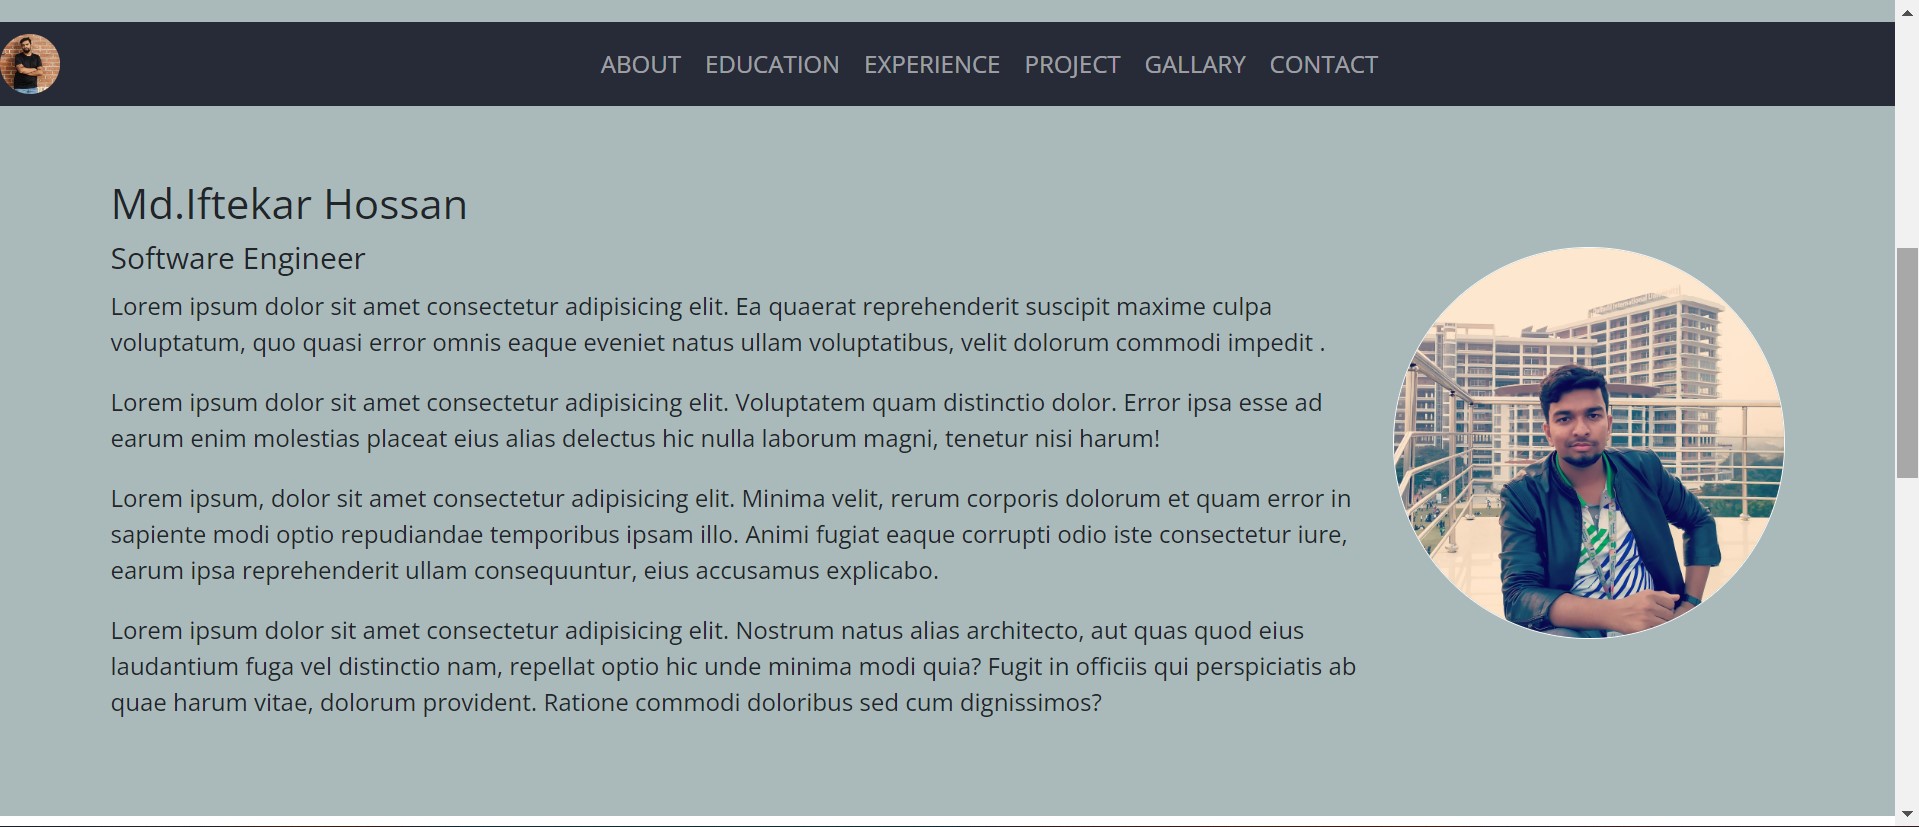 ABOUT EDUCATION EXPERIENCE PROJECT GALLARY CONTACT
Md.Iftekar Hossan
Software Engineer
Lorem ipsum dolor sit amet consectetur adipisicing elit. Ea quaerat reprehenderit suscipit maxime culpa
voluptatum, quo quasi error omnis eaque eveniet natus ullam voluptatibus, velit dolorum commodi impedit .
Lorem ipsum dolor sit amet consectetur adipisicing elit. Voluptatem quam distinctio dolor. Error ipsa esse ad
earum enim molestias placeat eius alias delectus hic nulla laborum magni, tenetur nisi harum!
Lorem ipsum, dolor sit amet consectetur adipisicing elit. Minima velit, rerum corporis dolorum et quam error in
sapiente modi optio repudiandae temporibus ipsam illo. Animi fugiat eaque corrupti odio iste consectetur iure,
earum ipsa reprehenderit ullam consequuntur, eius accusamus explicabo.
Lorem ipsum dolor sit amet consectetur adipisicing elit. Nostrum natus alias architecto, aut quas quod eius
laudantium fuga vel distinctio nam, repellat optio hic unde minima modi quia? Fugit in officiis qui perspiciatis ab
quae harum vitae, dolorum provident. Ratione commodi doloribus sed cum dignissimos?